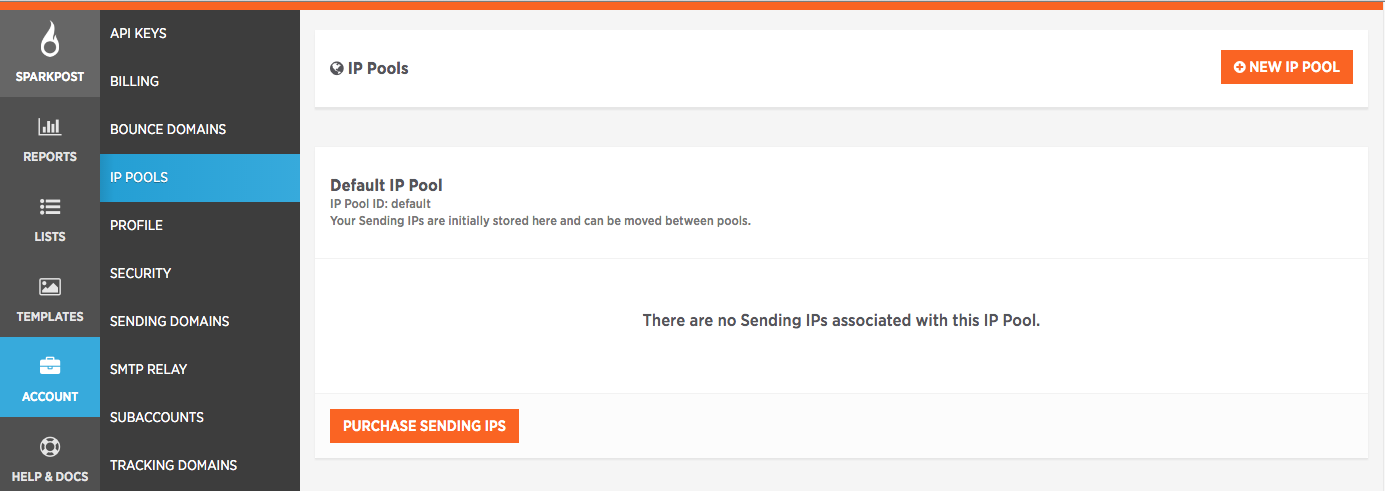 SPARKPOST
REPORTS
LISTS
TEMPLATES
ACCOUNT
HELP & DOCS
API KEYS
BILLING
BOUNCE DOMAINS
IP POOLS
PROFILE
SECURITY
SENDING DOMAINS
SMTP RELAY
SUBACCOUNTS
TRACKING DOMAINS
IP Pools
NEW IP POOL
Default IP Pool
IP Pool ID: default
Your Sending IPs are initially stored here and can be moved between pools.
There are no Sending IPs associated with this IP Pool.
PURCHASE SENDING IPS